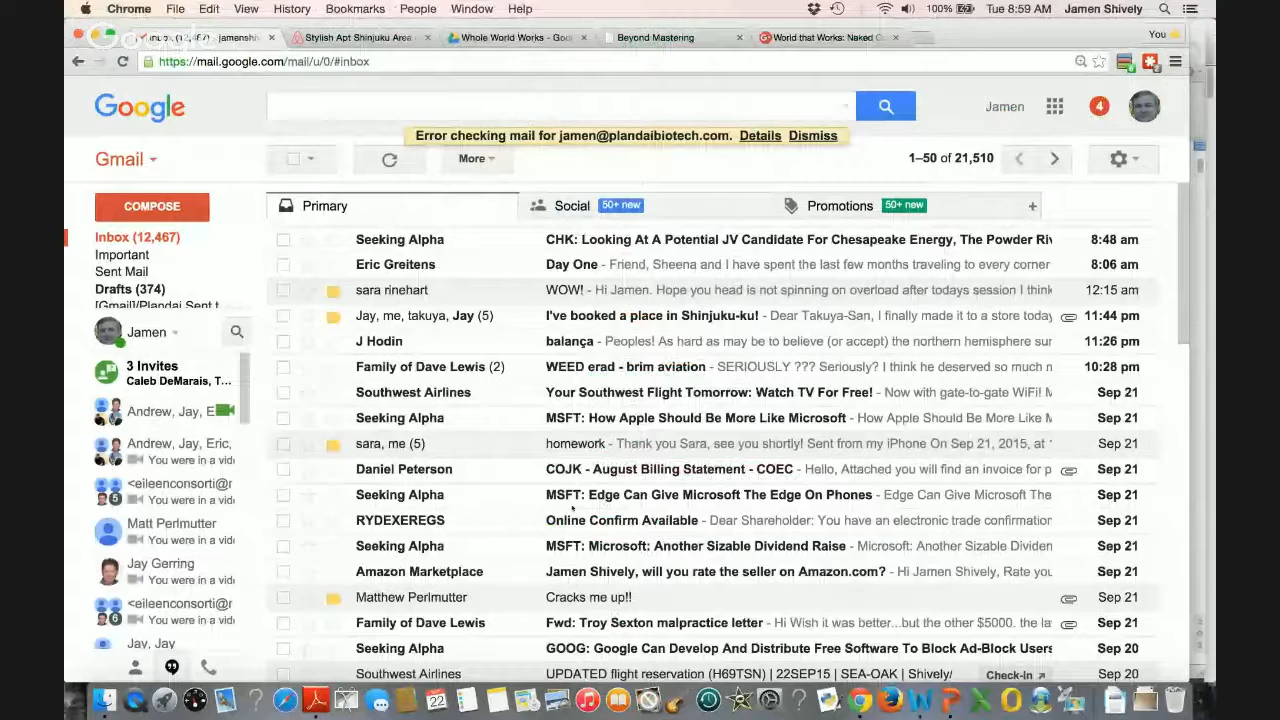 Chrome File Edit View History Bookmarks People Window Help 100% Tue 8:59 AM Jamen Shively
Google
Inbox (12,467) - jamenshiv Stylish Apt Shinjuku Area Whole World Works - Goo Beyond Mastering World that Works: Naked C You
https://mail.google.com/mail/u/0/#inbox
Google Jamen 4
Error checking mail for jamen@plandaibiotech.com. Details Dismiss
Gmail More 1–50 of 21,510
COMPOSE
Primary Social 50+ new Promotions 50+ new +
Inbox (12,467)
Important
Sent Mail
Drafts (374)
[Gmail]/Plandai Sent t
Jamen
3 Invites
Caleb DeMarais, T...
Andrew, Jay, E
Andrew, Jay, Eric,
You were in a vid
<eileenconsorti@r
5 You were in a vid
Matt Perlmutter
You were in a vid
Jay Gerring
You were in a vid
<eileenconsorti@r
6 You were in a vid
Jay, Jay
Seeking Alpha CHK: Looking At A Potential JV Candidate For Chesapeake Energy, The Powder Riv 8:48 am
Eric Greitens Day One - Friend, Sheena and I have spent the last few months traveling to every corner 8:06 am
sara rinehart WOW! - Hi Jamen. Hope you head is not spinning on overload after todays session I think 12:15 am
Jay, me, takuya, Jay (5) I've booked a place in Shinjuku-ku! - Dear Takuya-San, I finally made it to a store today 11:44 pm
J Hodin balança - Peoples! As hard as may be to believe (or accept) the northern hemisphere sur 11:26 pm
Family of Dave Lewis (2) WEED erad - brim aviation - SERIOUSLY ??? Seriously? I think he deserved so much n 10:28 pm
Southwest Airlines Your Southwest Flight Tomorrow: Watch TV For Free! - Now with gate-to-gate WiFi! M Sep 21
Seeking Alpha MSFT: How Apple Should Be More Like Microsoft - How Apple Should Be More Like M Sep 21
sara, me (5) homework - Thank you Sara, see you shortly! Sent from my iPhone On Sep 21, 2015, at Sep 21
Daniel Peterson COJK - August Billing Statement - COEC - Hello, Attached you will find an invoice for p Sep 21
Seeking Alpha MSFT: Edge Can Give Microsoft The Edge On Phones - Edge Can Give Microsoft The Sep 21
RYDEXEREGS Online Confirm Available - Dear Shareholder: You have an electronic trade confirmation Sep 21
Seeking Alpha MSFT: Microsoft: Another Sizable Dividend Raise - Microsoft: Another Sizable Dividen Sep 21
Amazon Marketplace Jamen Shively, will you rate the seller on Amazon.com? - Hi Jamen Shively, Rate you Sep 21
Matthew Perlmutter Cracks me up!! Sep 21
Family of Dave Lewis Fwd: Troy Sexton malpractice letter - Hi Wish it was better...but the other $5000. the la Sep 21
Seeking Alpha GOOG: Google Can Develop And Distribute Free Software To Block Ad-Block Users Sep 20
Southwest Airlines UPDATED flight reservation (H69TSN) | 22SEP15 | SEA-OAK | Shively/ Check-In Sep 20
22